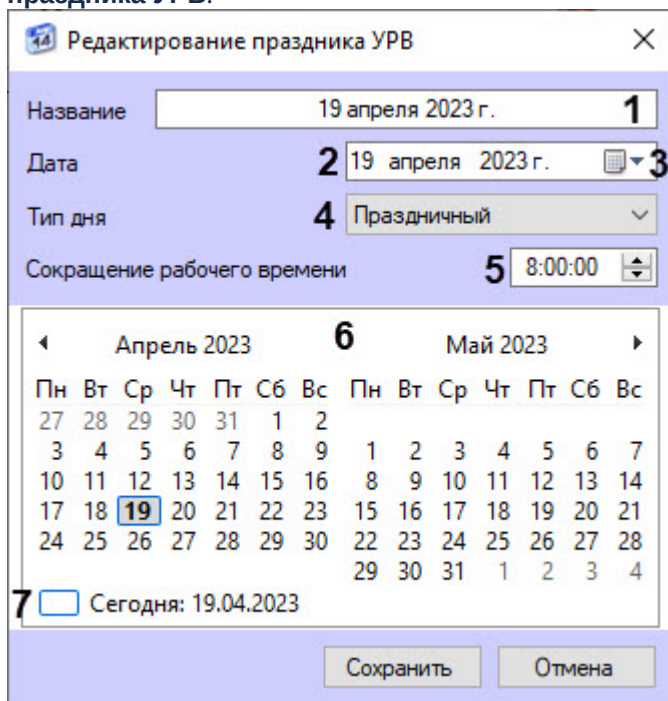 праздника УРВ.
14 Редактирование праздника УРВ
Название 19 апреля 2023 г. 1
Дата 2 19 апреля 2023 г. 3
Тип дня 4 Праздничный
Сокращение рабочего времени 5 8:00:00
Апрель 2023 6 Май 2023
Пн Вт Ср Чт Пт Сб Вс Пн Вт Ср Чт Пт Сб Вс
27 28 29 30 31 1 2
3 4 5 6 7 8 9 1 2 3 4 5 6 7
10 11 12 13 14 15 16 8 9 10 11 12 13 14
17 18 19 20 21 22 23 15 16 17 18 19 20 21
24 25 26 27 28 29 30 22 23 24 25 26 27 28
29 30 31 1 2 3 4
7 Сегодня: 19.04.2023
Сохранить Отмена